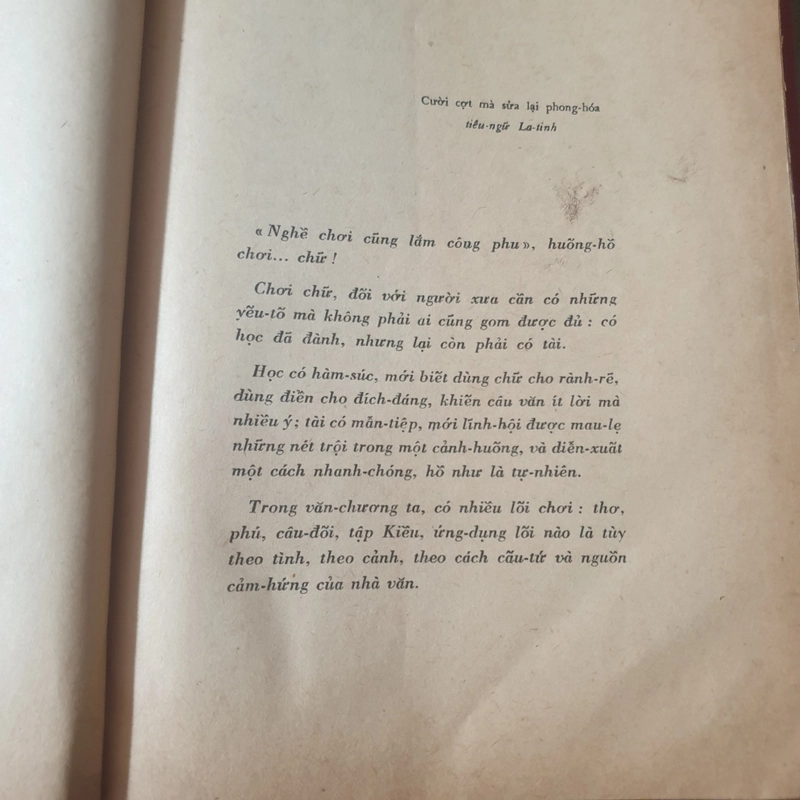 Cười cợt mà sửa lại phong-hóa
tiểu-ngữ La-tinh
« Nghề chơi cũng lắm công phu », huống-hồ
chơi... chữ !
Chơi chữ, đối với người xưa cần có những
yếu-tố mà không phải ai cũng gom được đủ : có
học đã đành, nhưng lại còn phải có tài.
Học có hàm-súc, mới biết dùng chữ cho rành-rẽ,
dùng điển cho đích-đáng, khiến câu văn ít lời mà
nhiều ý ; tài có mẫn-tiệp, mới lĩnh-hội được mau-lẹ
những nét trội trong một cảnh-huống, và diễn-xuất
một cách nhanh-chóng, hồ như là tự-nhiên.
Trong văn-chương ta, có nhiều lối chơi : thơ,
phú, câu-đối, tập Kiều, ứng-dụng lối nào là tùy
theo tình, theo cảnh, theo cách cấu-tứ và nguồn
cảm-hứng của nhà văn.